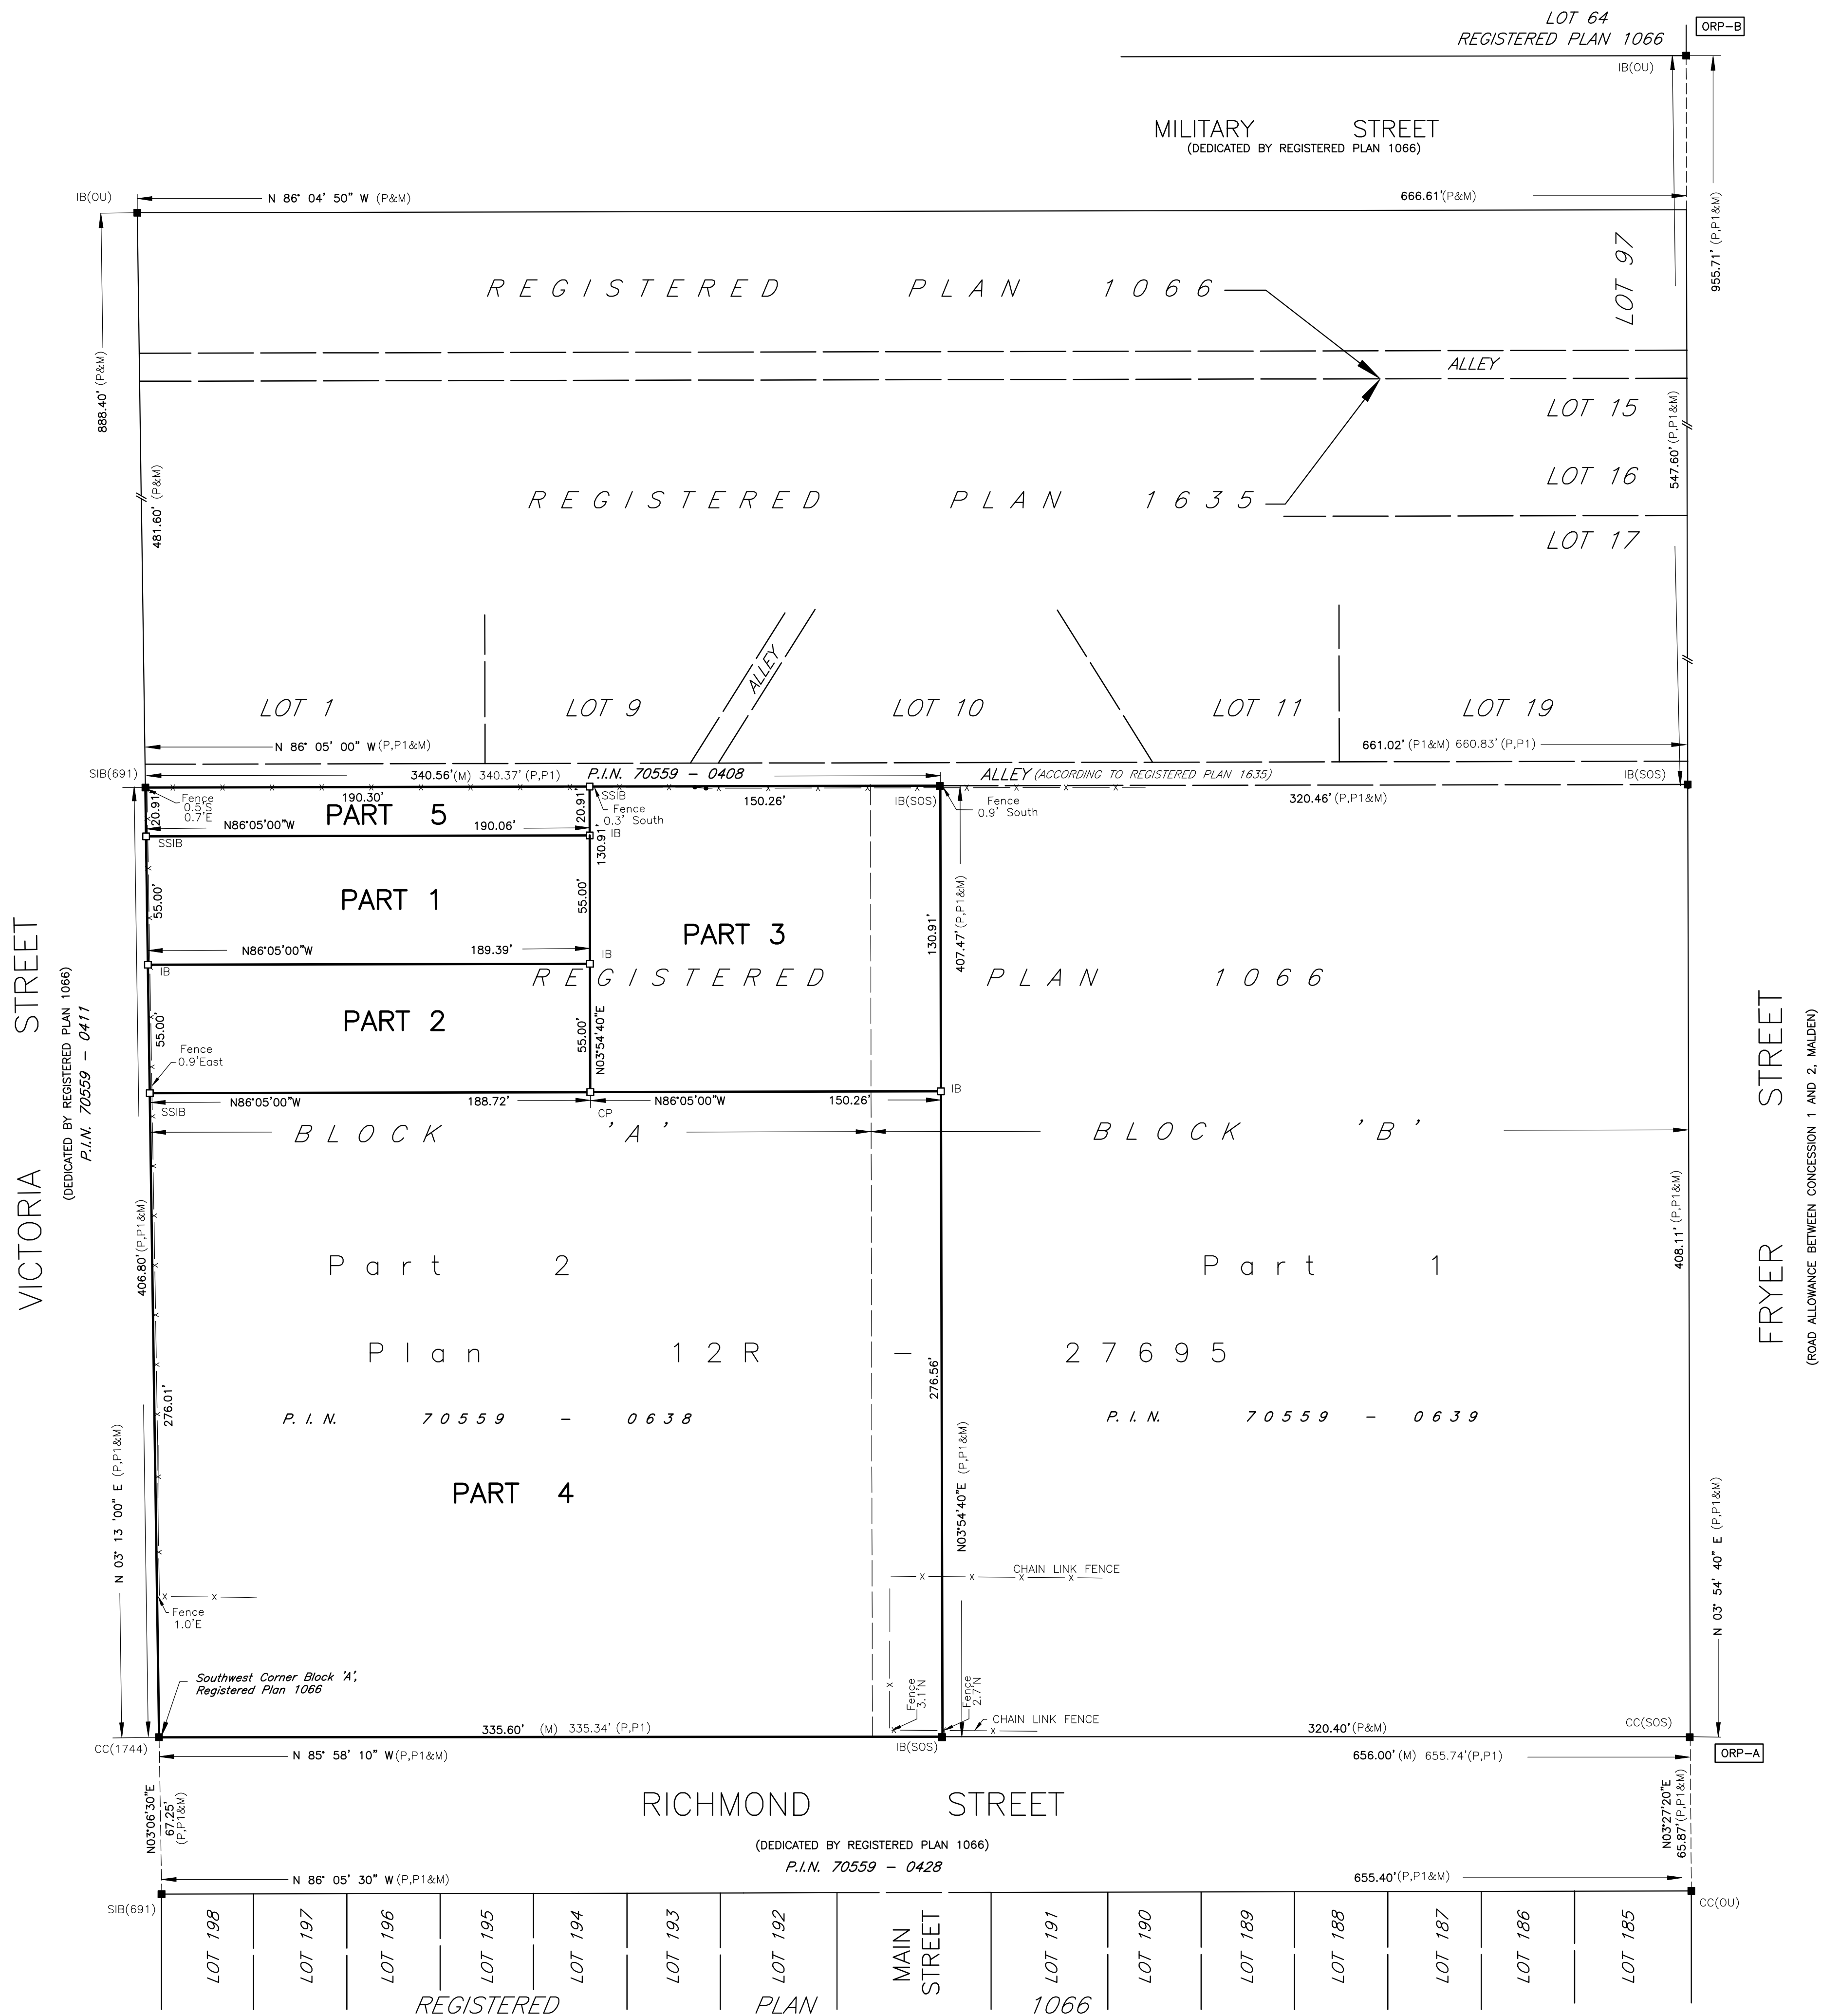 LOT 64
REGISTERED PLAN 1066
ORP-B
IB(OU)
MILITARY STREET
(DEDICATED BY REGISTERED PLAN 1066)
IB(OU)
N 86° 04' 50" W (P&M)
666.61'(P&M)
955.71' (P,P1&M)
888.40' (P&M)
LOT 97
REGISTERED PLAN 1066
ALLEY
LOT 15
547.60' (P,P1&M)
481.60' (P&M)
LOT 16
REGISTERED PLAN 1635
LOT 17
ALLEY
LOT 1
LOT 9
LOT 10
LOT 11
LOT 19
N 86° 05' 00" W (P,P1&M)
661.02' (P1&M) 660.83' (P,P1)
SIB(691)
340.56'(M) 340.37' (P,P1)
P.I.N. 70559 - 0408
ALLEY (ACCORDING TO REGISTERED PLAN 1635)
IB(SOS)
Fence
0.5'S
0.7'E
120.91'
190.30'
PART 5
20.91'
SSIB
Fence
0.3' South
150.26'
IB(SOS)
Fence
0.9' South
320.46' (P,P1&M)
N86°05'00"W
190.06'
IB
SSIB
130.91'
55.00'
PART 1
55.00'
PART 3
130.91'
407.47' (P,P1&M)
N86°05'00"W
189.39'
IB
IB
REGISTERED PLAN 1066
55.00'
PART 2
55.00'
N03°54'40"E
Fence
0.9'East
SSIB
N86°05'00"W
188.72'
CP
N86°05'00"W
150.26'
IB
VICTORIA STREET
(DEDICATED BY REGISTERED PLAN 1066)
P.I.N. 70559 - 0411
FRYER STREET
(ROAD ALLOWANCE BETWEEN CONCESSION 1 AND 2, MALDEN)
BLOCK 'A'
BLOCK 'B'
406.80' (P,P1&M)
408.11' (P,P1&M)
Part 2
Part 1
Plan 12R - 27695
276.01'
276.56'
P.I.N. 70559 - 0638
P.I.N. 70559 - 0639
N 03° 13 '00" E (P,P1&M)
N03°54'40"E (P,P1&M)
N 03° 54' 40" E (P,P1&M)
PART 4
CHAIN LINK FENCE
Fence
1.0'E
Southwest Corner Block 'A',
Registered Plan 1066
Fence
3.1'N
Fence
2.7'N
CHAIN LINK FENCE
335.60' (M) 335.34' (P,P1)
320.40' (P&M)
CC(SOS)
CC(1744)
IB(SOS)
ORP-A
N 85° 58' 10" W (P,P1&M)
656.00' (M) 655.74'(P,P1)
N03°06'30"E
67.25'
(P,P1&M)
N03°27'20"E
65.87' (P,P1&M)
RICHMOND STREET
(DEDICATED BY REGISTERED PLAN 1066)
P.I.N. 70559 - 0428
N 86° 05' 30" W (P,P1&M)
655.40'(P,P1&M)
SIB(691)
CC(OU)
LOT 198
LOT 197
LOT 196
LOT 195
LOT 194
LOT 193
LOT 192
MAIN
STREET
LOT 191
LOT 190
LOT 189
LOT 188
LOT 187
LOT 186
LOT 185
REGISTERED PLAN 1066